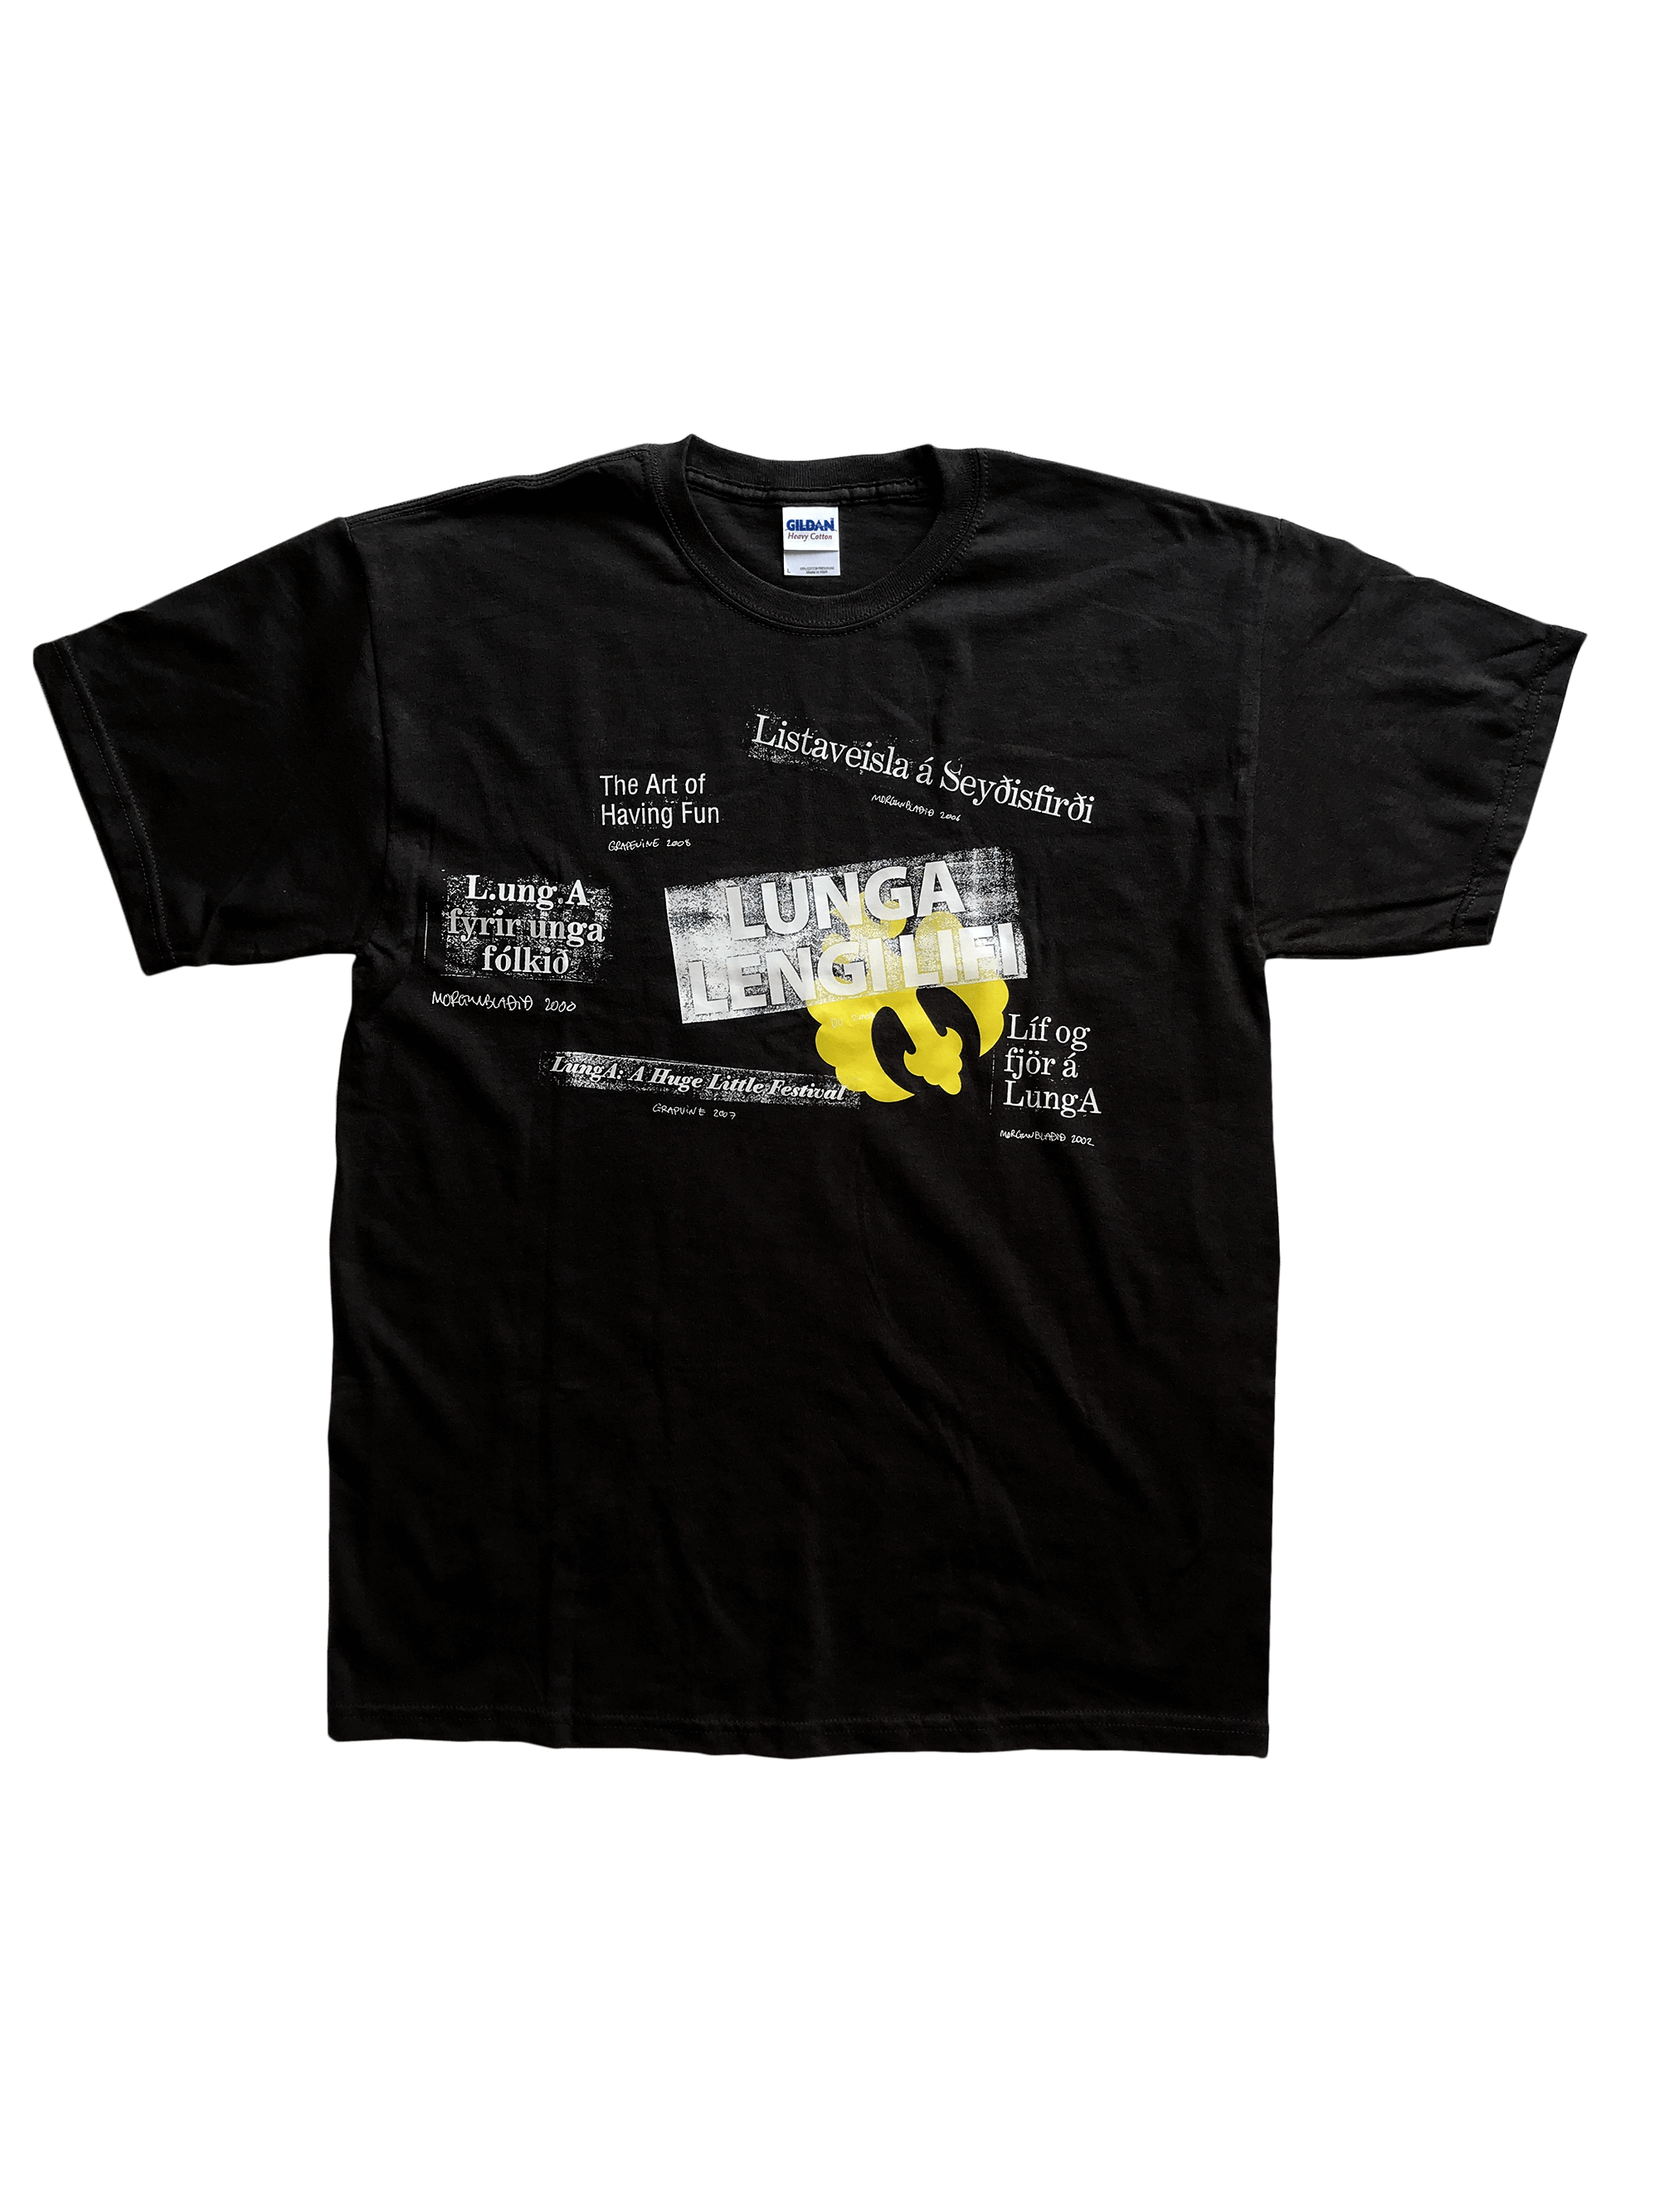 GILDAN
Heavy Cotton
L
Listaveisla á Seyðisfirði
MORGUNBLAÐIÐ 2006
The Art of
Having Fun
GRAPEVINE 2008
L.ung.A
fyrir unga
fólkið
MORGUNBLAÐIÐ 2000
LUNGA
LENGI LIFI
LungA: A Huge Little Festival
GRAPVINE 2007
Líf og
fjör á
LungA
MORGUNBLAÐIÐ 2002